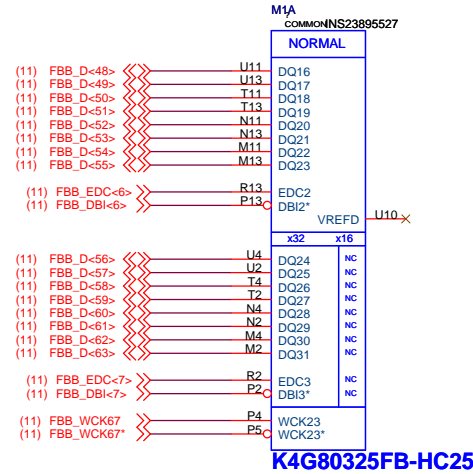 M1A
?
COMMON INS23895527
NORMAL
(11) FBB_D<48> U11 DQ16
(11) FBB_D<49> U13 DQ17
(11) FBB_D<50> T11 DQ18
(11) FBB_D<51> T13 DQ19
(11) FBB_D<52> N11 DQ20
(11) FBB_D<53> N13 DQ21
(11) FBB_D<54> M11 DQ22
(11) FBB_D<55> M13 DQ23
(11) FBB_EDC<6> R13 EDC2
(11) FBB_DBI<6> P13 DBI2*
VREFD U10
x32 x16
(11) FBB_D<56> U4 DQ24 NC
(11) FBB_D<57> U2 DQ25 NC
(11) FBB_D<58> T4 DQ26 NC
(11) FBB_D<59> T2 DQ27 NC
(11) FBB_D<60> N4 DQ28 NC
(11) FBB_D<61> N2 DQ29 NC
(11) FBB_D<62> M4 DQ30 NC
(11) FBB_D<63> M2 DQ31 NC
(11) FBB_EDC<7> R2 EDC3 NC
(11) FBB_DBI<7> P2 DBI3* NC
(11) FBB_WCK67 P4 WCK23
(11) FBB_WCK67* P5 WCK23*
K4G80325FB-HC25